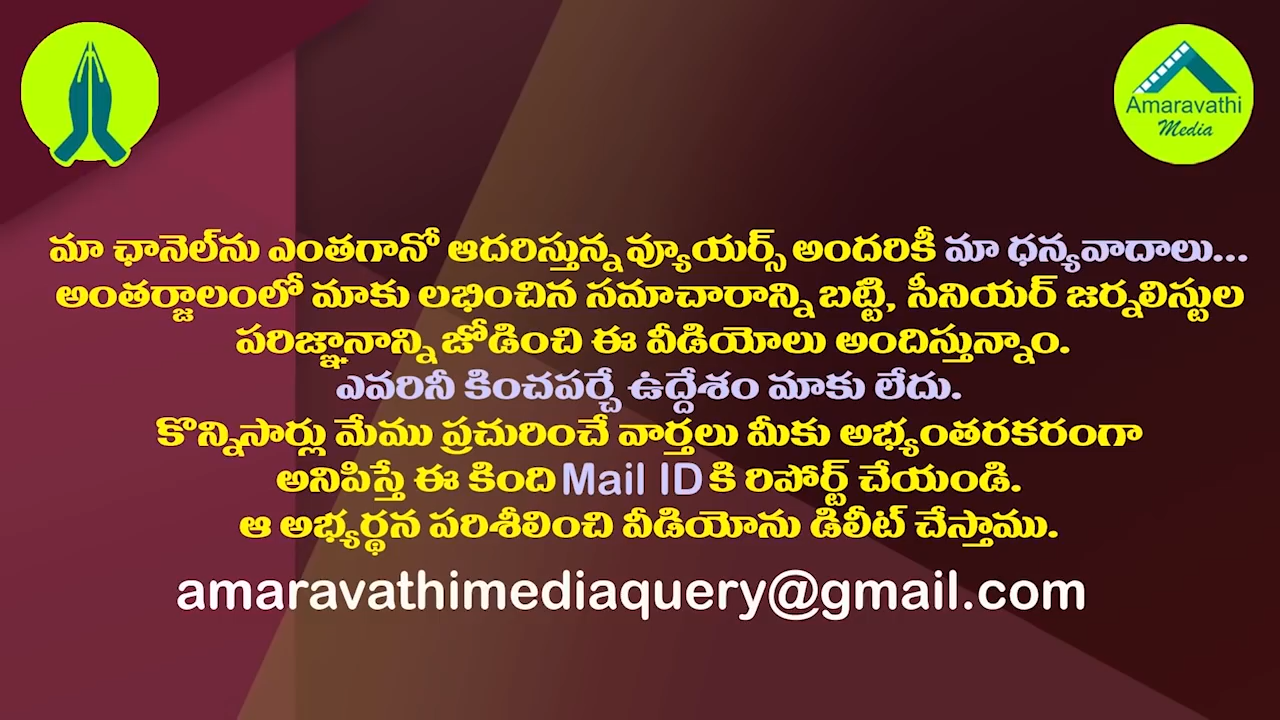 Amaravathi
Media
మా ఛానెల్‌ను ఎంతగానో ఆదరిస్తున్న వ్యూయర్స్ అందరికీ మా ధన్యవాదాలు...
అంతర్జాలంలో మాకు లభించిన సమాచారాన్ని బట్టి, సీనియర్ జర్నలిస్టుల
పరిజ్ఞానాన్ని జోడించి ఈ వీడియోలు అందిస్తున్నాం.
ఎవరినీ కించపర్చే ఉద్దేశం మాకు లేదు.
కొన్నిసార్లు మేము ప్రచురించే వార్తలు మీకు అభ్యంతరకరంగా
అనిపిస్తే ఈ కింది Mail ID కి రిపోర్ట్ చేయండి.
ఆ అభ్యర్థన పరిశీలించి వీడియోను డిలీట్ చేస్తాము.
amaravathimediaquery@gmail.com